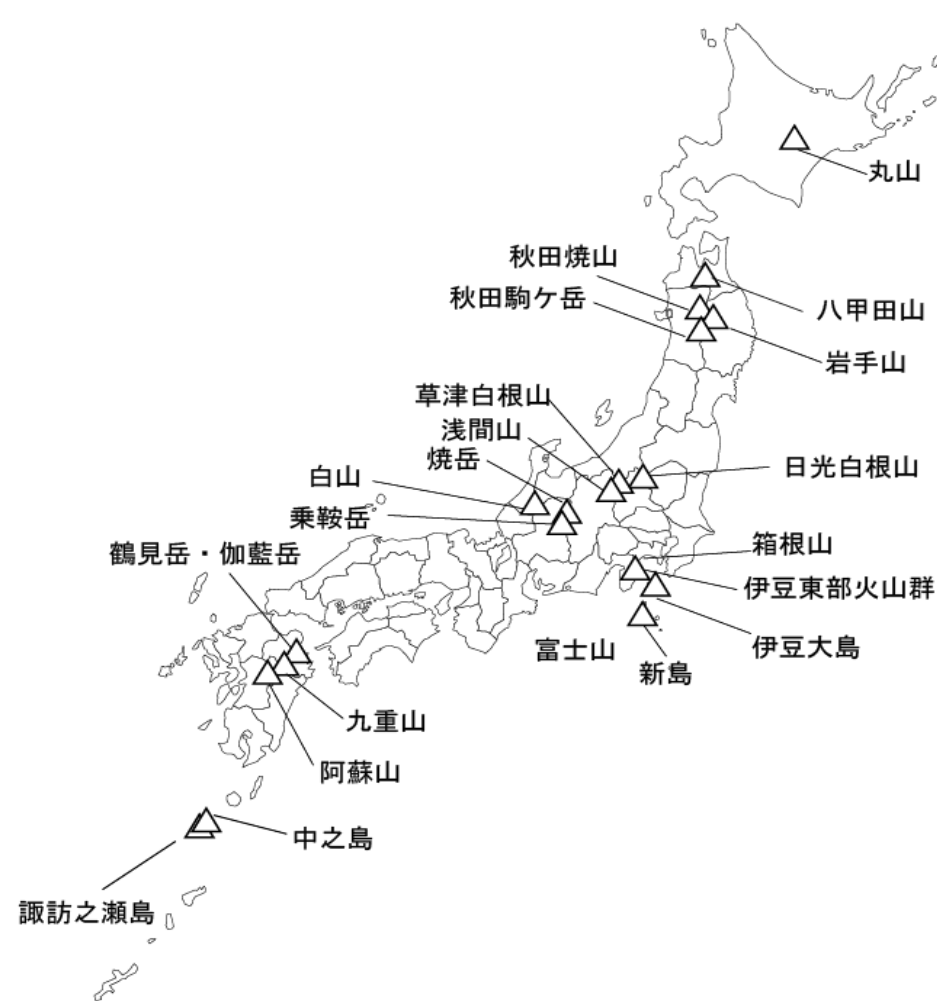 丸山
秋田焼山
秋田駒ケ岳
八甲田山
岩手山
草津白根山
浅間山
焼岳
日光白根山
白山
乗鞍岳
箱根山
鶴見岳・伽藍岳
伊豆東部火山群
伊豆大島
富士山
新島
九重山
阿蘇山
中之島
諏訪之瀬島